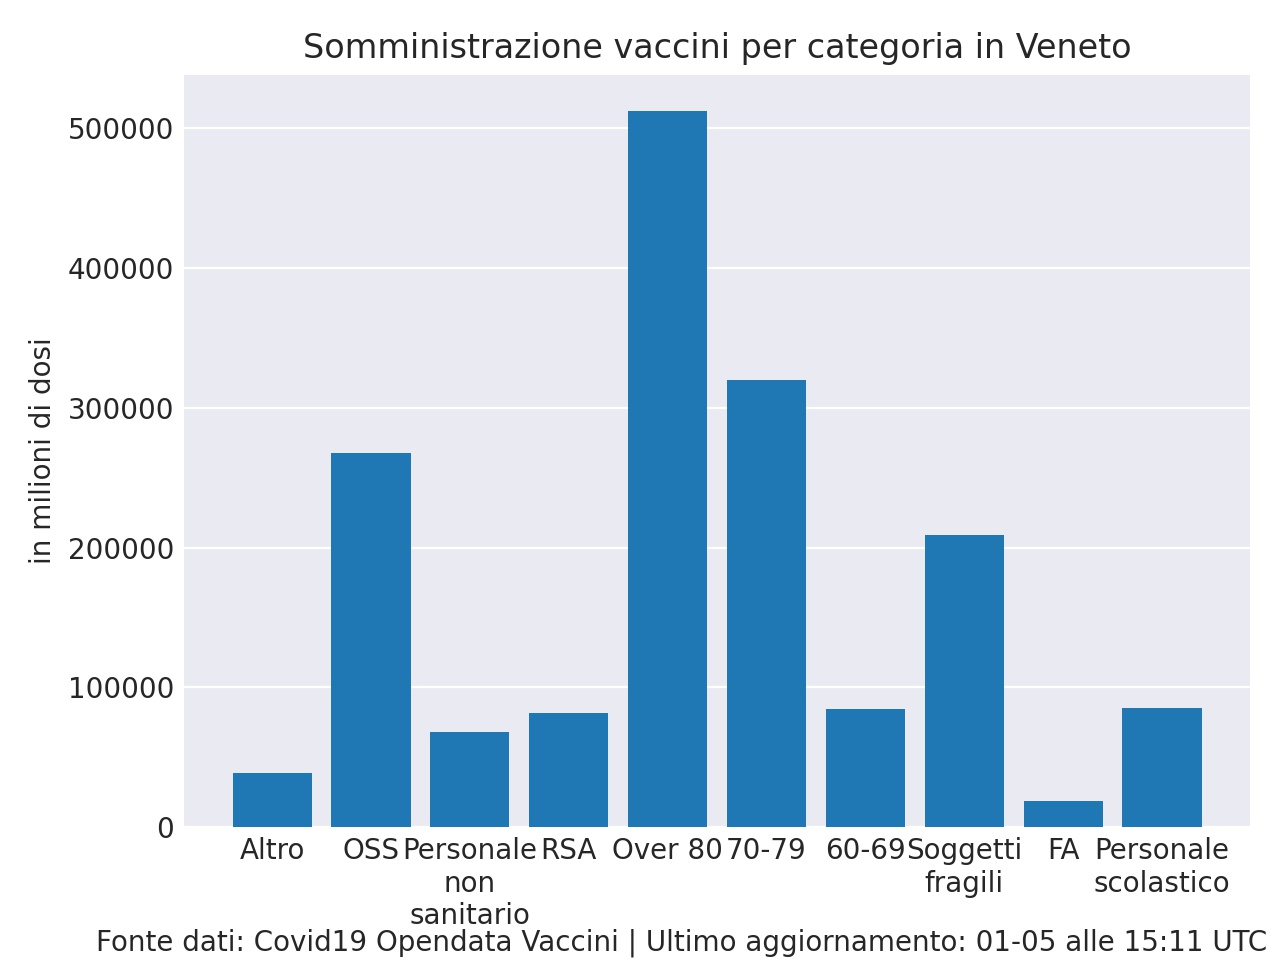 Somministrazione vaccini per categoria in Veneto
in milioni di dosi
500000
400000
300000
200000
100000
0
Altro
OSS
Personale
non
sanitario
RSA
Over 80
70-79
60-69
Soggetti
fragili
FA
Personale
scolastico
Fonte dati: Covid19 Opendata Vaccini | Ultimo aggiornamento: 01-05 alle 15:11 UTC